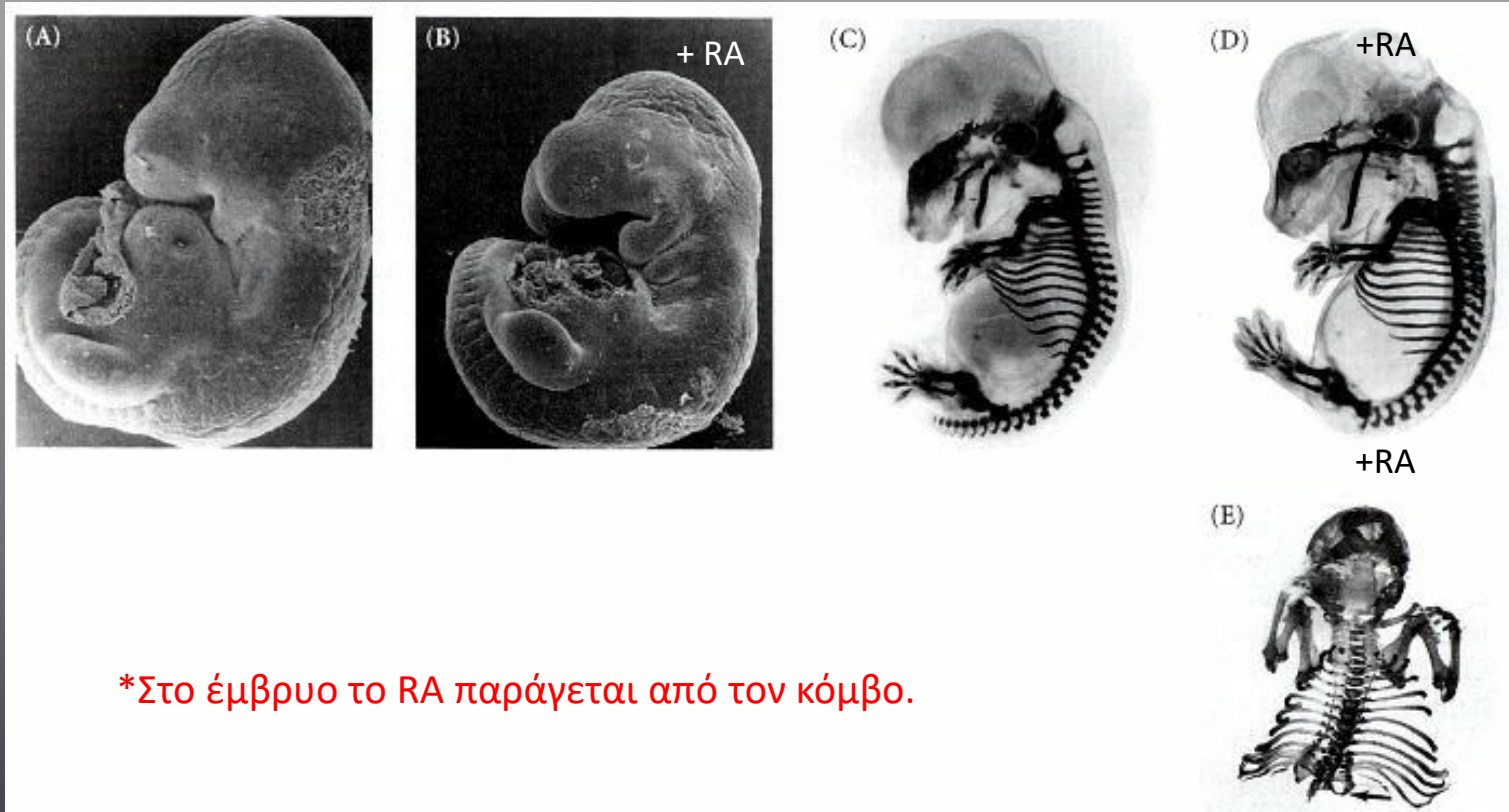 (A)
(B)
+ RA
(C)
(D)
+RA
+RA
(E)
*Στο έμβρυο το RA παράγεται από τον κόμβο.